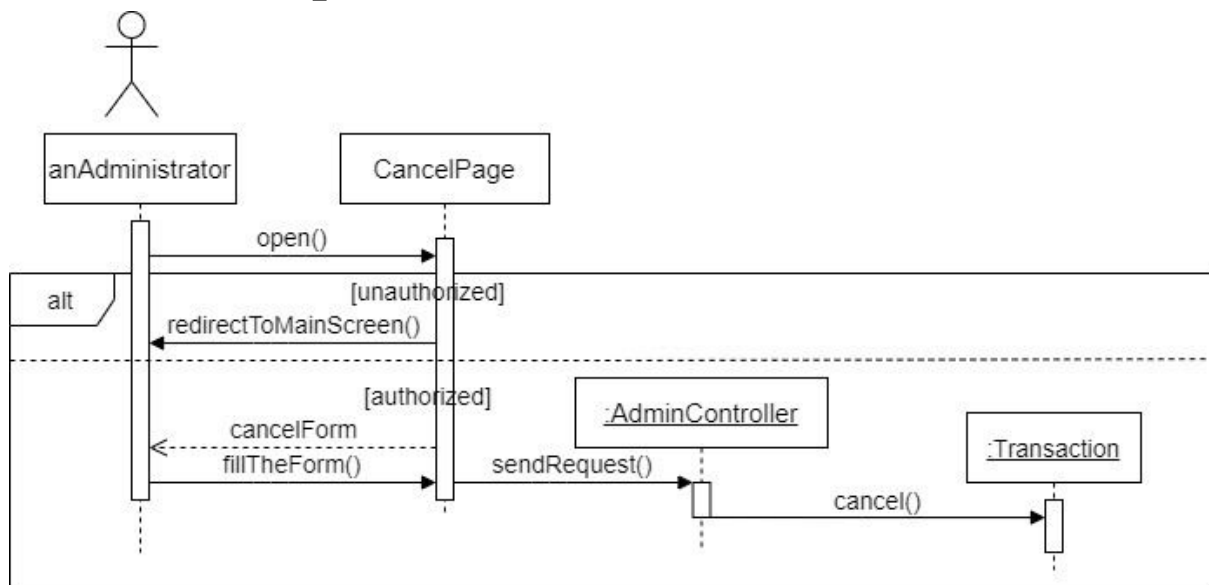 anAdministrator
CancelPage
open()
alt
[unauthorized]
redirectToMainScreen()
[authorized]
:AdminController
cancelForm
:Transaction
fillTheForm()
sendRequest()
cancel()